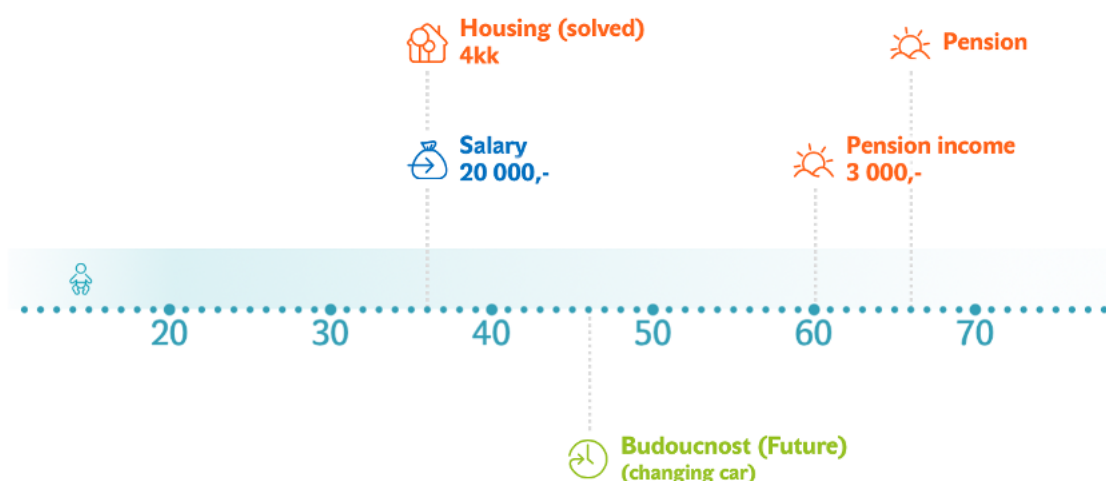 Housing (solved)
4kk
Pension
Salary
20 000,-
Pension income
3 000,-
20 30 40 50 60 70
Budoucnost (Future)
(changing car)